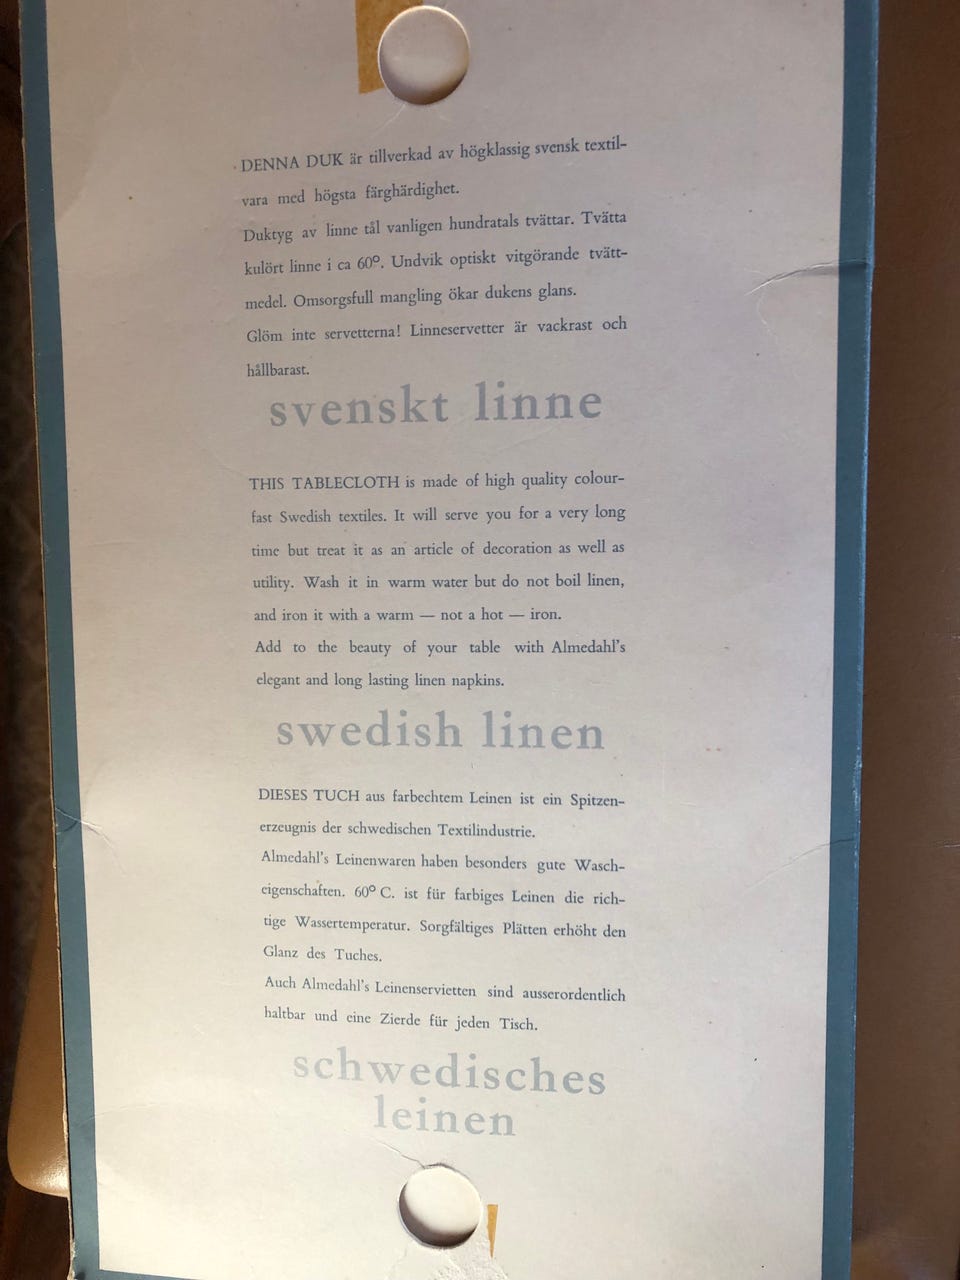 DENNA DUK är tillverkad av högklassig svensk textil-
vara med högsta färghärdighet.
Duktyg av linne tål vanligen hundratals tvättar. Tvätta
kulört linne i ca 60°. Undvik optiskt vitgörande tvätt-
medel. Omsorgsfull mangling ökar dukens glans.
Glöm inte servetterna! Linneservetter är vackrast och
hållbarast.
svenskt linne
THIS TABLECLOTH is made of high quality colour-
fast Swedish textiles. It will serve you for a very long
time but treat it as an article of decoration as well as
utility. Wash it in warm water but do not boil linen,
and iron it with a warm — not a hot — iron.
Add to the beauty of your table with Almedahl's
elegant and long lasting linen napkins.
swedish linen
DIESES TUCH aus farbechtem Leinen ist ein Spitzen-
erzeugnis der schwedischen Textilindustrie.
Almedahl's Leinenwaren haben besonders gute Wasch-
eigenschaften. 60° C. ist für farbiges Leinen die rich-
tige Wassertemperatur. Sorgfältiges Plätten erhöht den
Glanz des Tuches.
Auch Almedahl's Leinenservietten sind ausserordentlich
haltbar und eine Zierde für jeden Tisch.
schwedisches
leinen